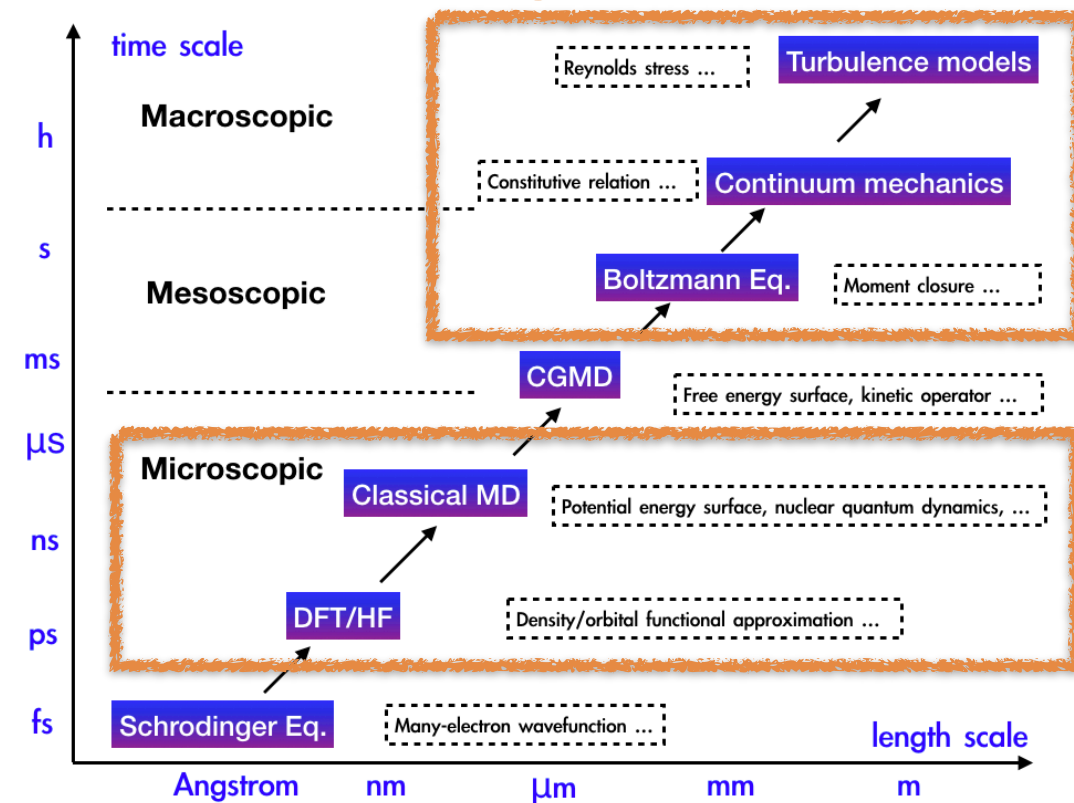 time scale
Reynolds stress ...
Turbulence models
Macroscopic
h
Constitutive relation ...
Continuum mechanics
s
Mesoscopic
Boltzmann Eq.
Moment closure ...
ms
CGMD
Free energy surface, kinetic operator ...
μs
Microscopic
Classical MD
Potential energy surface, nuclear quantum dynamics, ...
ns
DFT/HF
Density/orbital functional approximation ...
ps
fs
Schrodinger Eq.
Many-electron wavefunction ...
length scale
Angstrom nm μm mm m